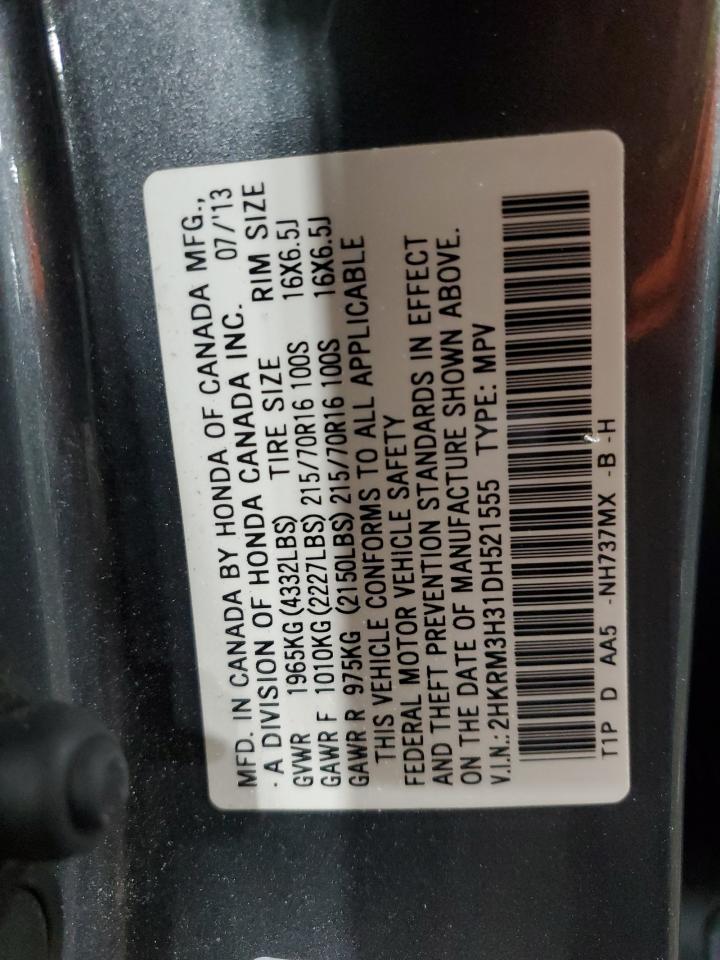 MFD. IN CANADA BY HONDA OF CANADA MFG.,
. A DIVISION OF HONDA CANADA INC. 07/'13
GVWR 1965KG (4332LBS) TIRE SIZE RIM SIZE
GAWR F 1010KG (2227LBS) 215/70R16 100S 16X6.5J
GAWR R 975KG (2150LBS) 215/70R16 100S 16X6.5J
THIS VEHICLE CONFORMS TO ALL APPLICABLE
FEDERAL MOTOR VEHICLE SAFETY
AND THEFT PREVENTION STANDARDS IN EFFECT
ON THE DATE OF MANUFACTURE SHOWN ABOVE.
V.I.N.: 2HKRM3H31DH521555 TYPE: MPV
T1P D AA5 -NH737MX -B -H